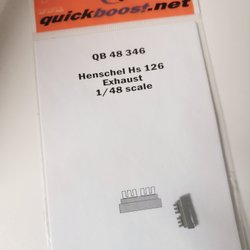 quickboost.net
QB 48 346
Henschel Hs 126
Exhaust
1/48 scale